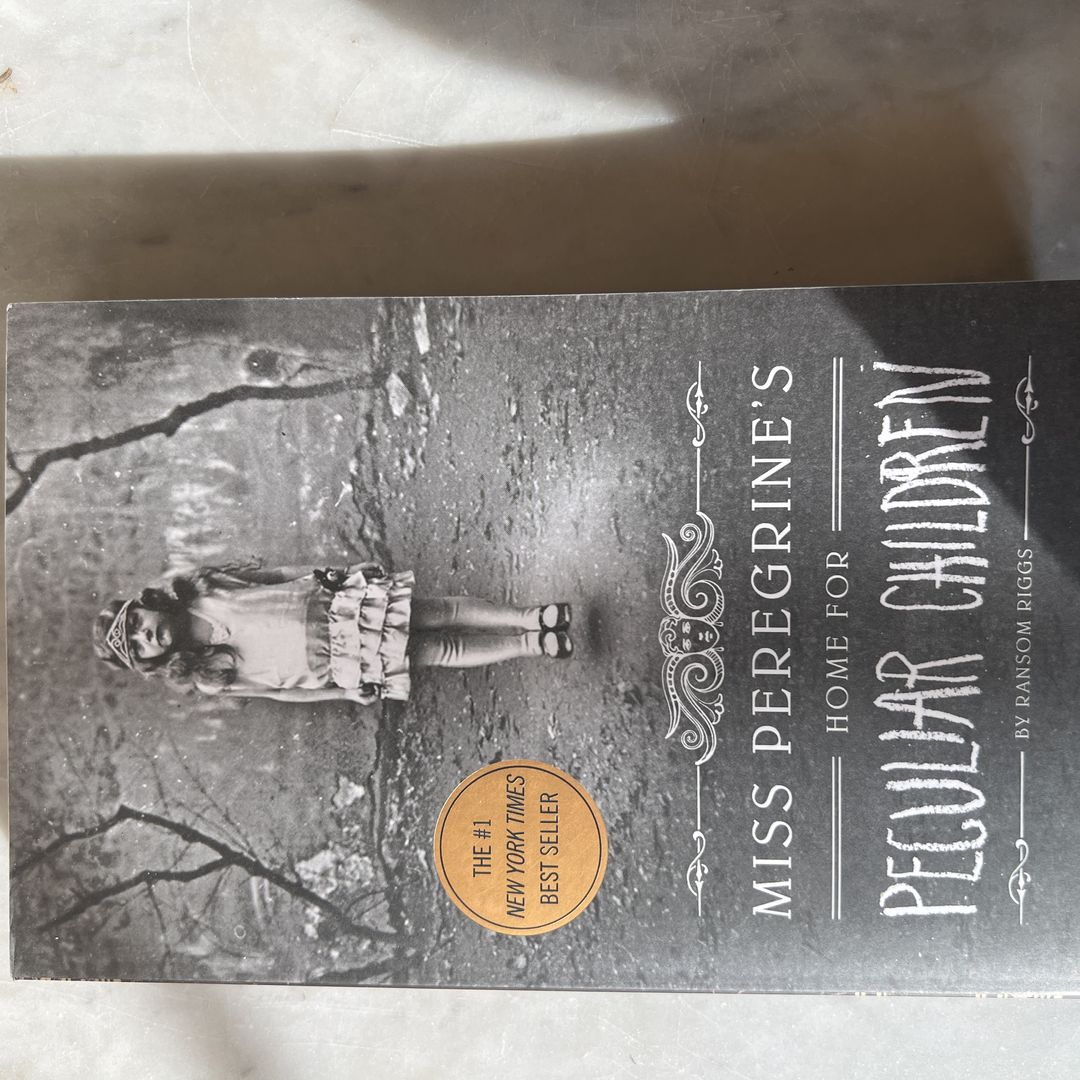 THE #1
NEW YORK TIMES
BEST SELLER
MISS PEREGRINE'S
HOME FOR
PECULIAR CHILDREN
BY RANSOM RIGGS